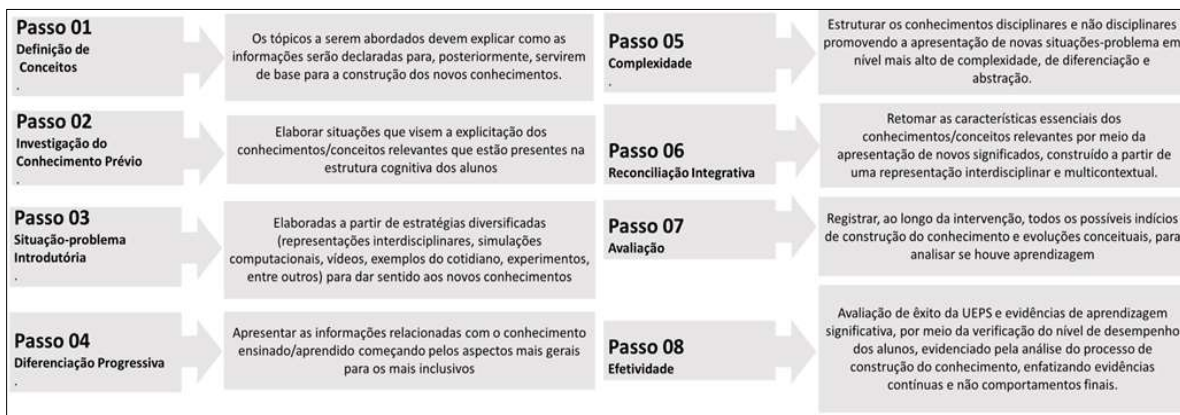 Passo 01
Definição de
Conceitos
.
Os tópicos a serem abordados devem explicar como as
informações serão declaradas para, posteriormente, servirem
de base para a construção dos novos conhecimentos.
Passo 02
Investigação do
Conhecimento Prévio
.
Elaborar situações que visem a explicitação dos
conhecimentos/conceitos relevantes que estão presentes na
estrutura cognitiva dos alunos
Passo 03
Situação-problema
Introdutória
.
Elaboradas a partir de estratégias diversificadas
(representações interdisciplinares, simulações
computacionais, vídeos, exemplos do cotidiano, experimentos,
entre outros) para dar sentido aos novos conhecimentos
Passo 04
Diferenciação Progressiva
.
Apresentar as informações relacionadas com o conhecimento
ensinado/aprendido começando pelos aspectos mais gerais
para os mais inclusivos
Passo 05
Complexidade
.
Estruturar os conhecimentos disciplinares e não disciplinares
promovendo a apresentação de novas situações-problema em
nível mais alto de complexidade, de diferenciação e
abstração.
Passo 06
Reconciliação Integrativa
Retomar as características essenciais dos
conhecimentos/conceitos relevantes por meio da
apresentação de novos significados, construído a partir de
uma representação interdisciplinar e multicontextual.
Passo 07
Avaliação
Registrar, ao longo da intervenção, todos os possíveis indícios
de construção do conhecimento e evoluções conceituais, para
analisar se houve aprendizagem
Passo 08
Efetividade
Avaliação de êxito da UEPS e evidências de aprendizagem
significativa, por meio da verificação do nível de desempenho
dos alunos, evidenciado pela análise do processo de
construção do conhecimento, enfatizando evidências
contínuas e não comportamentos finais.